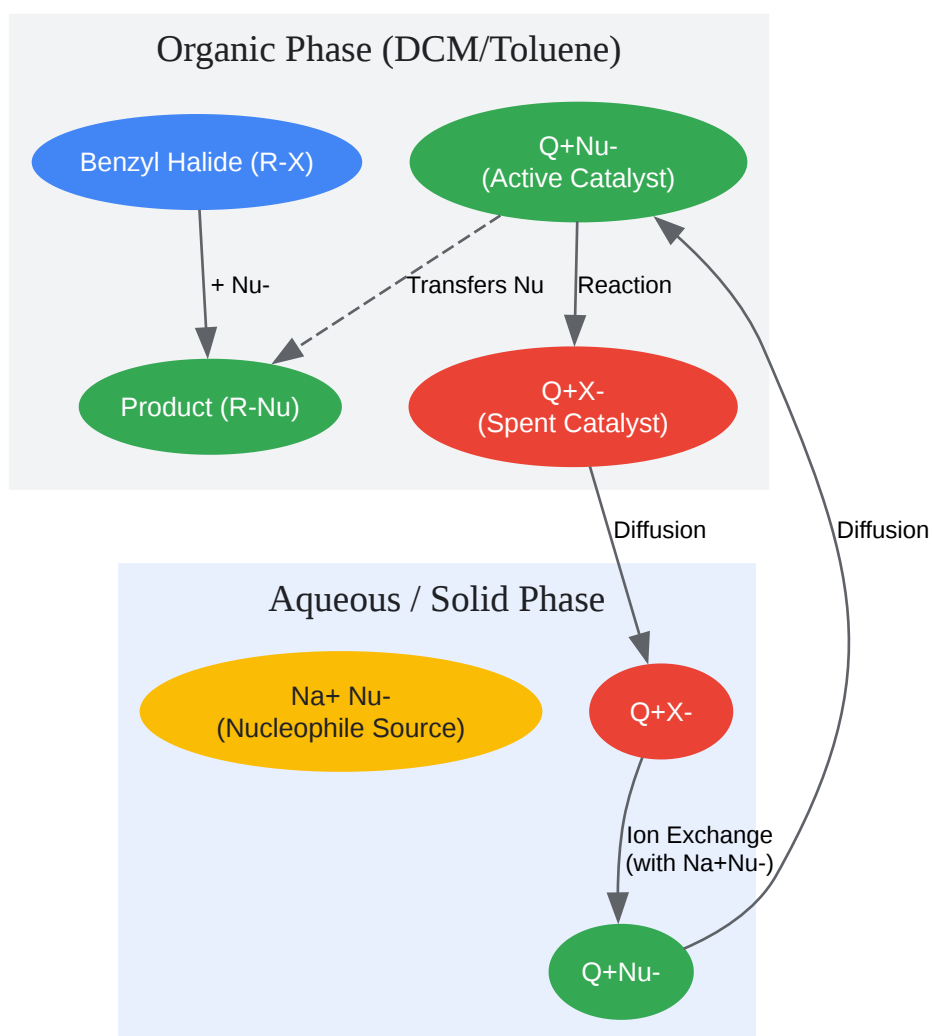 Organic Phase (DCM/Toluene)
Benzyl Halide (R-X)
Q+Nu-
(Active Catalyst)
+ Nu-
Transfers Nu
Reaction
Product (R-Nu)
Q+X-
(Spent Catalyst)
Diffusion
Diffusion
Aqueous / Solid Phase
Na+ Nu-
(Nucleophile Source)
Q+X-
Ion Exchange
(with Na+Nu-)
Q+Nu-